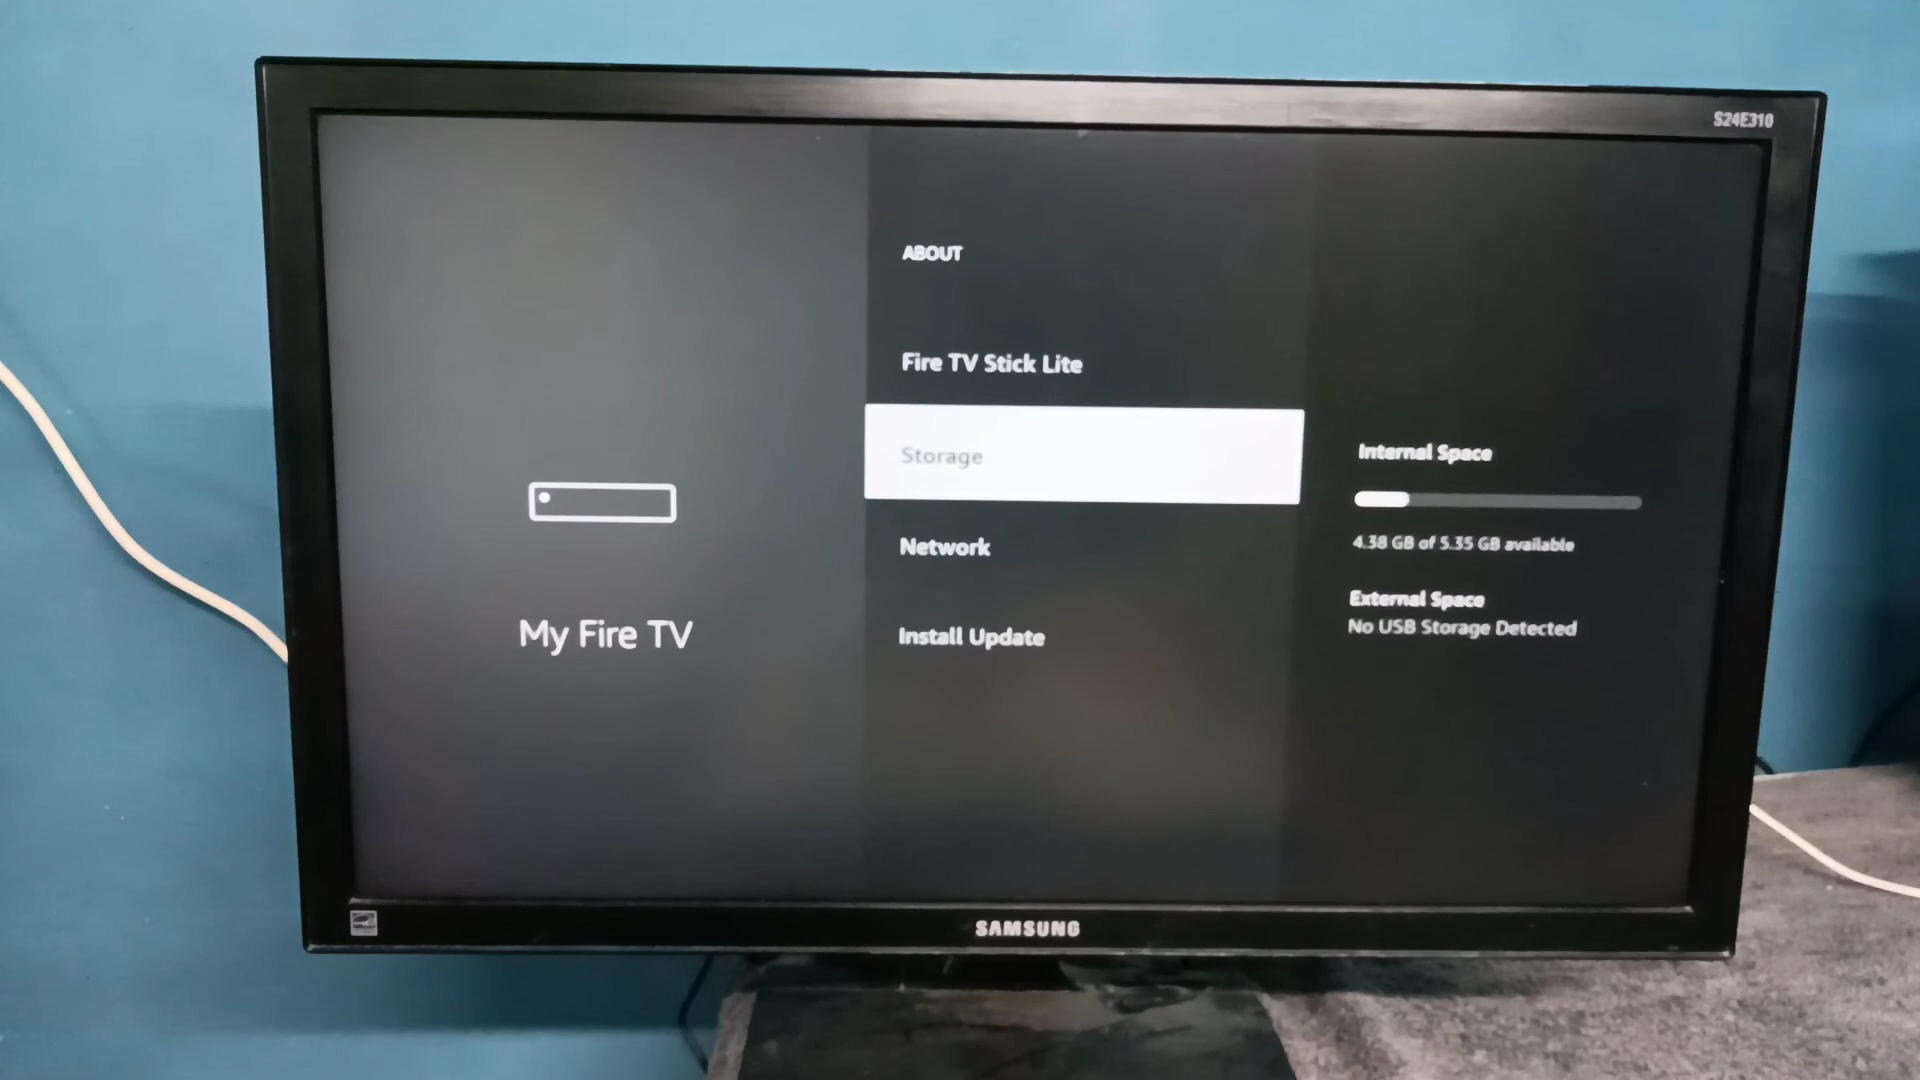 S24E310
ABOUT
Fire TV Stick Lite
Storage
Network
Install Update
My Fire TV
Internal Space
4.38 GB of 5.35 GB available
External Space
No USB Storage Detected
SAMSUNG